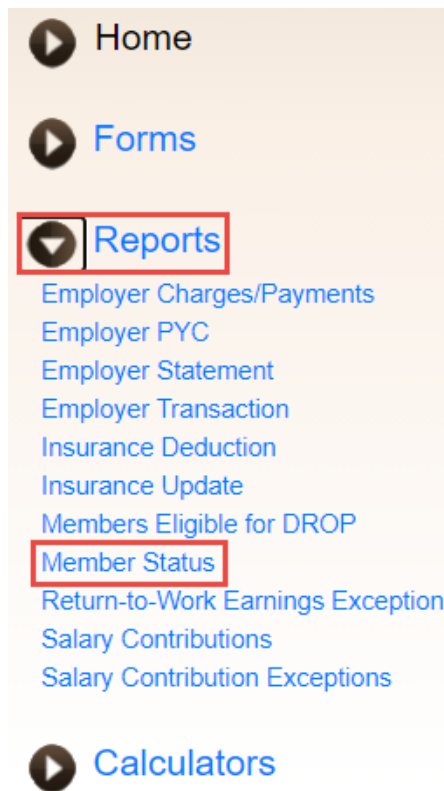 Home
Forms
Reports
Employer Charges/Payments
Employer PYC
Employer Statement
Employer Transaction
Insurance Deduction
Insurance Update
Members Eligible for DROP
Member Status
Return-to-Work Earnings Exception
Salary Contributions
Salary Contribution Exceptions
Calculators